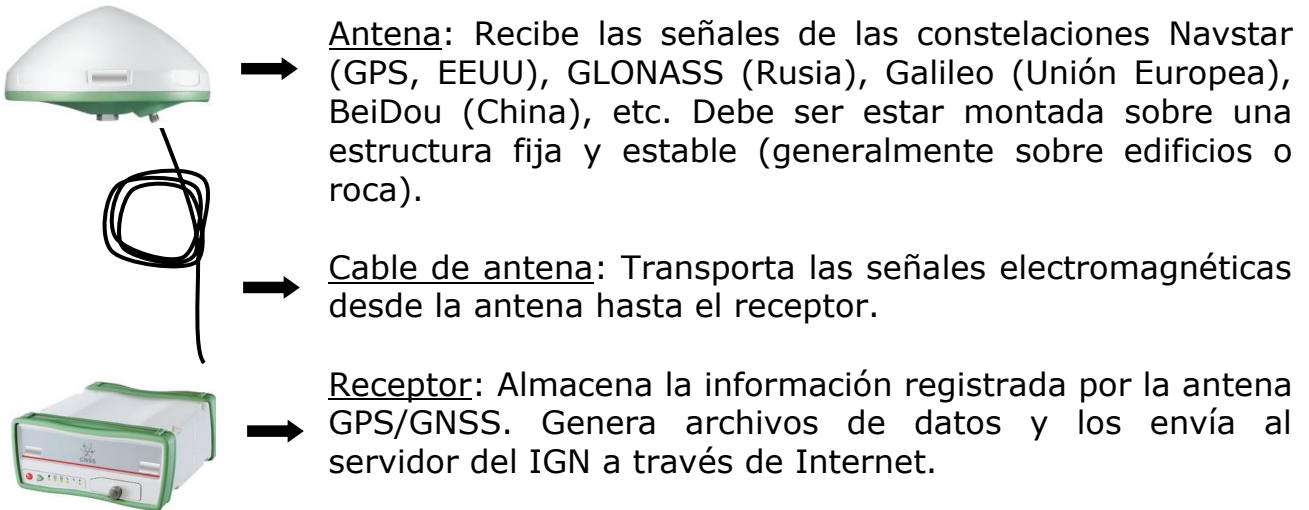 Antena: Recibe las señales de las constelaciones Navstar
(GPS, EEUU), GLONASS (Rusia), Galileo (Unión Europea),
BeiDou (China), etc. Debe ser estar montada sobre una
estructura fija y estable (generalmente sobre edificios o
roca).
Cable de antena: Transporta las señales electromagnéticas
desde la antena hasta el receptor.
Receptor: Almacena la información registrada por la antena
GPS/GNSS. Genera archivos de datos y los envía al
servidor del IGN a través de Internet.
GNSS